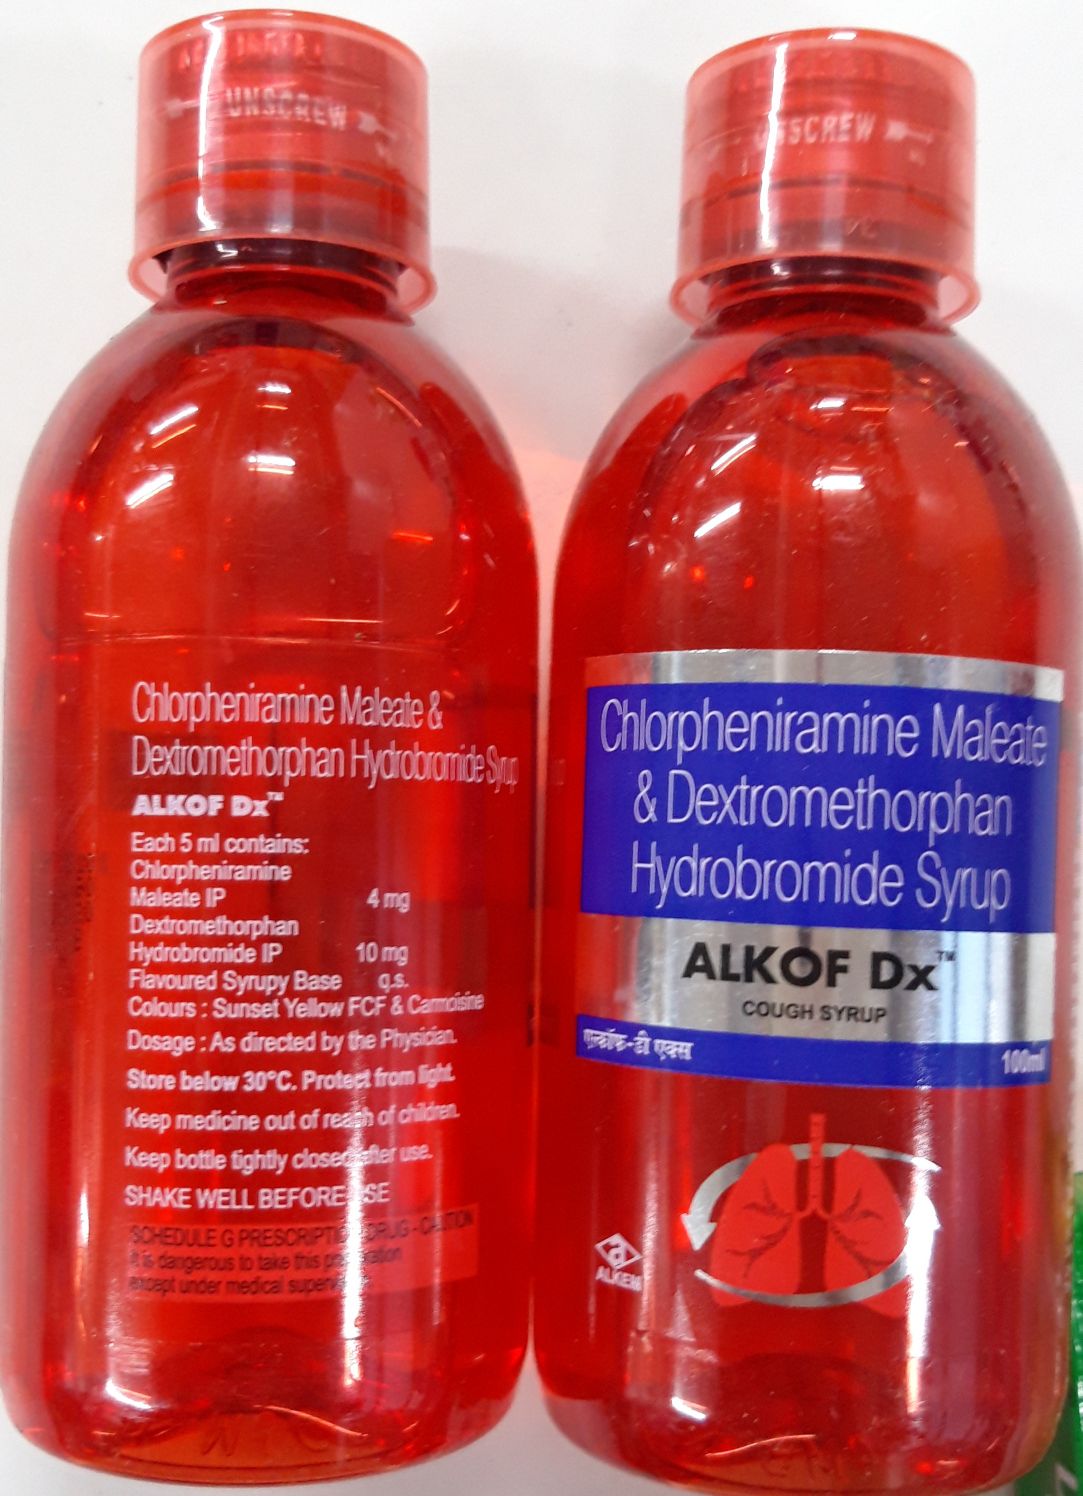 UNSCREW
Chlorpheniramine Maleate &
Dextromethorphan Hydrobromide Syrup
ALKOF Dx™
Each 5 ml contains:
Chlorpheniramine
Maleate IP 4 mg
Dextromethorphan
Hydrobromide IP 10 mg
Flavoured Syrupy Base q.s.
Colours : Sunset Yellow FCF & Carmoisine
Dosage : As directed by the Physician.
Store below 30°C. Protect from light.
Keep medicine out of reach of children.
Keep bottle tightly closed after use.
SHAKE WELL BEFORE USE
SCHEDULE G PRESCRIPTION DRUG - CAUTION
It is dangerous to take this preparation
except under medical supervision
UNSCREW
Chlorpheniramine Maleate
& Dextromethorphan
Hydrobromide Syrup
ALKOF Dx™
COUGH SYRUP
एल्कॉफ-डी एक्स 100ml
a
ALKEM